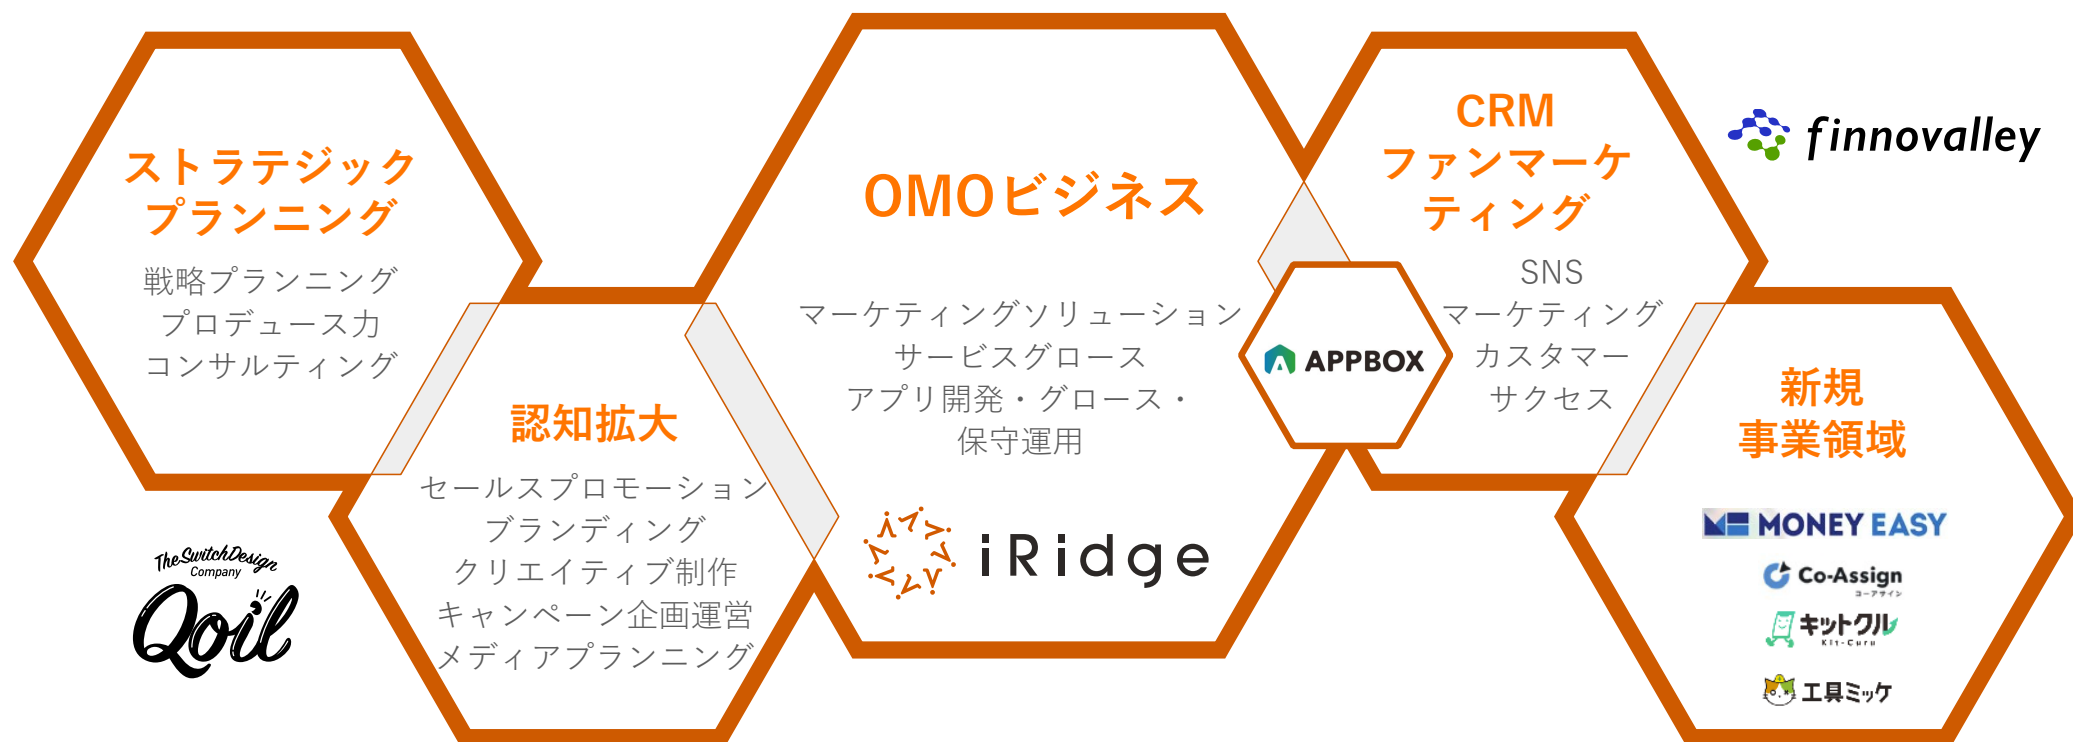 ストラテジック
プランニング
戦略プランニング
プロデュース力
コンサルティング
The Switch Design
Company
Qoil
認知拡大
セールスプロモーション
ブランディング
クリエイティブ制作
キャンペーン企画運営
メディアプランニング
OMOビジネス
マーケティングソリューション
サービスグロース
アプリ開発・グロース・
保守運用
iRidge
APPBOX
CRM
ファンマーケ
ティング
SNS
マーケティング
カスタマー
サクセス
finnovalley
新規
事業領域
MONEY EASY
Co-Assign
コーアサイン
キットクル
Kit-Curu
工具ミッケ